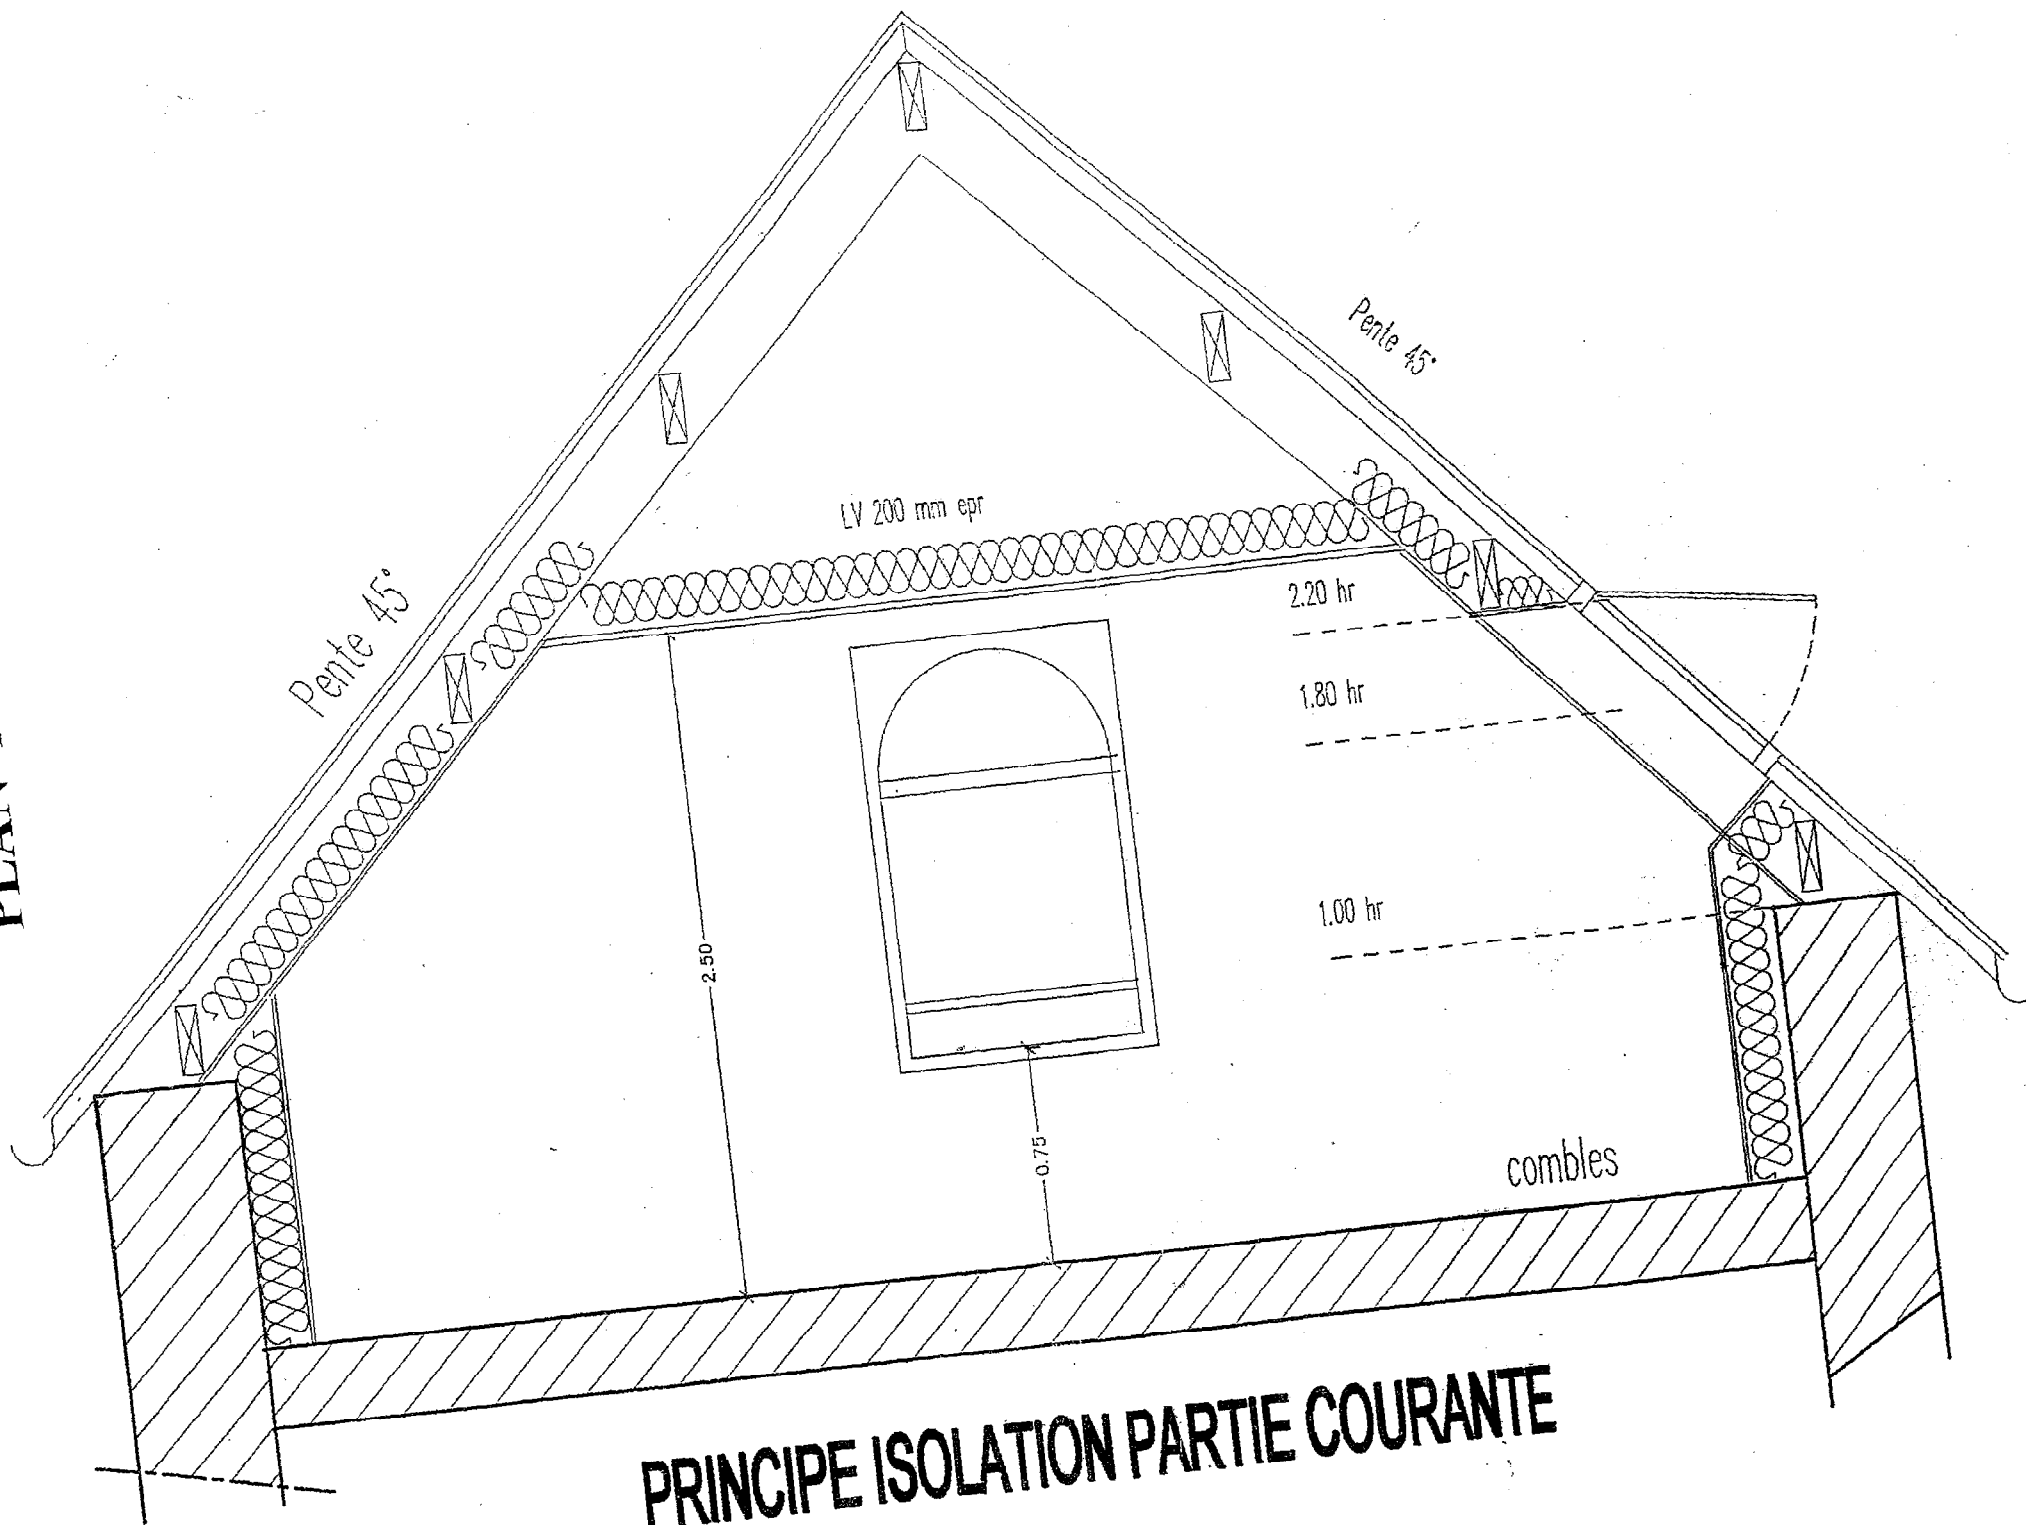 Pente 45°
LV 200 mm epr
Pente 45°
2.20 hr
1.80 hr
1.00 hr
2.50
0.75
combles
PRINCIPE ISOLATION PARTIE COURANTE
PLAN